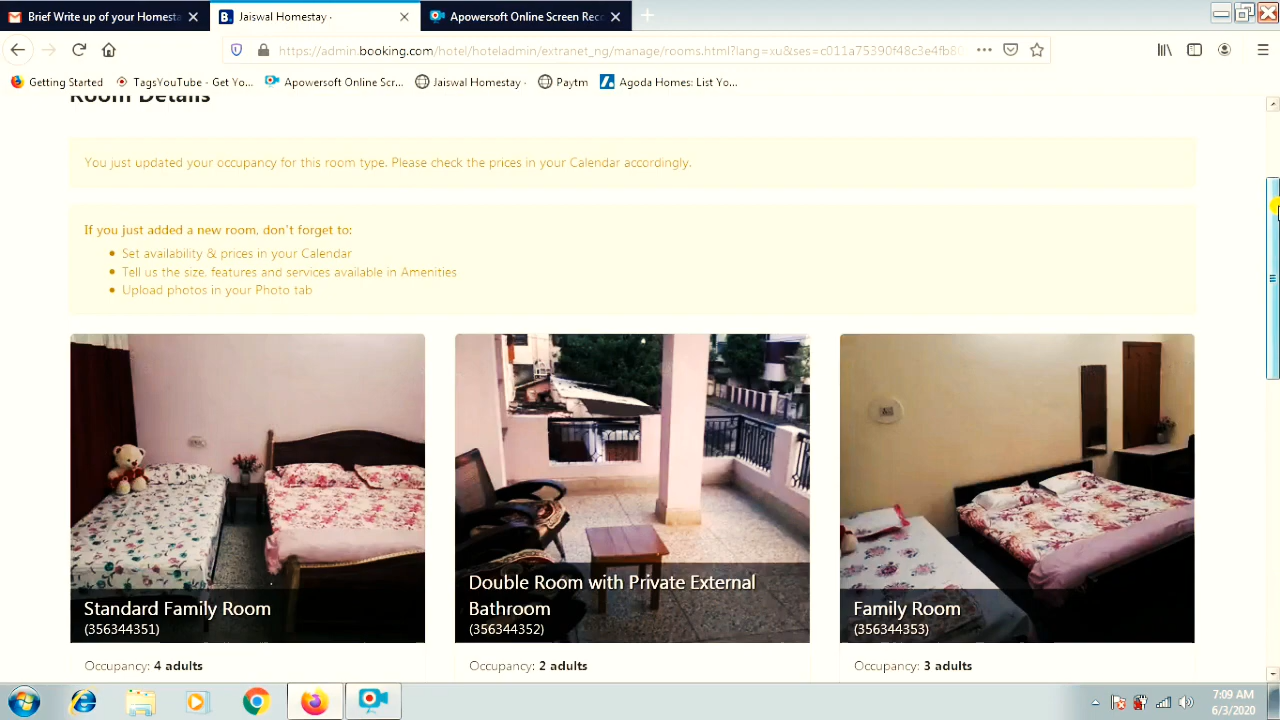 Brief Write up of your Homesta
Jaiswal Homestay ·
Apowersoft Online Screen Rec
https://admin.booking.com/hotel/hoteladmin/extranet_ng/manage/rooms.html?lang=xu&ses=c011a75390f48c3e4fb80
Getting Started
TagsYouTube - Get Yo...
Apowersoft Online Scr...
Jaiswal Homestay ·
Paytm
Agoda Homes: List Yo...
Room Details
You just updated your occupancy for this room type. Please check the prices in your Calendar accordingly.
If you just added a new room, don't forget to:
Set availability & prices in your Calendar
Tell us the size, features and services available in Amenities
Upload photos in your Photo tab
Standard Family Room
(356344351)
Occupancy: 4 adults
Double Room with Private External
Bathroom
(356344352)
Occupancy: 2 adults
Family Room
(356344353)
Occupancy: 3 adults
7:09 AM
6/3/2020